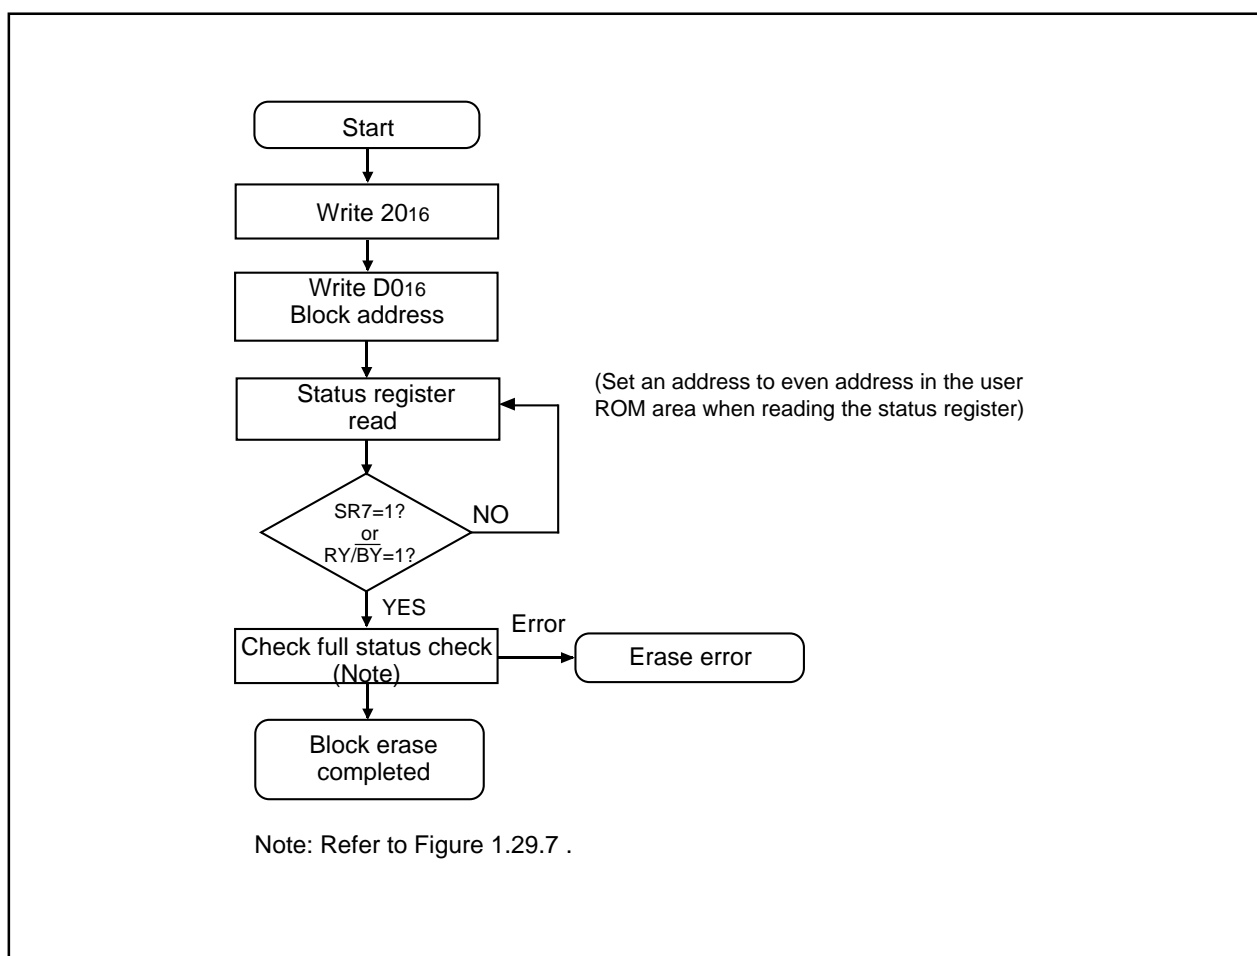 Start
Write 2016
Write D016
Block address
Status register
read
(Set an address to even address in the user
ROM area when reading the status register)
SR7=1?
or
RY/B̅Y̅=1?
NO
YES
Check full status check
(Note)
Error
Erase error
Block erase
completed
Note: Refer to Figure 1.29.7 .